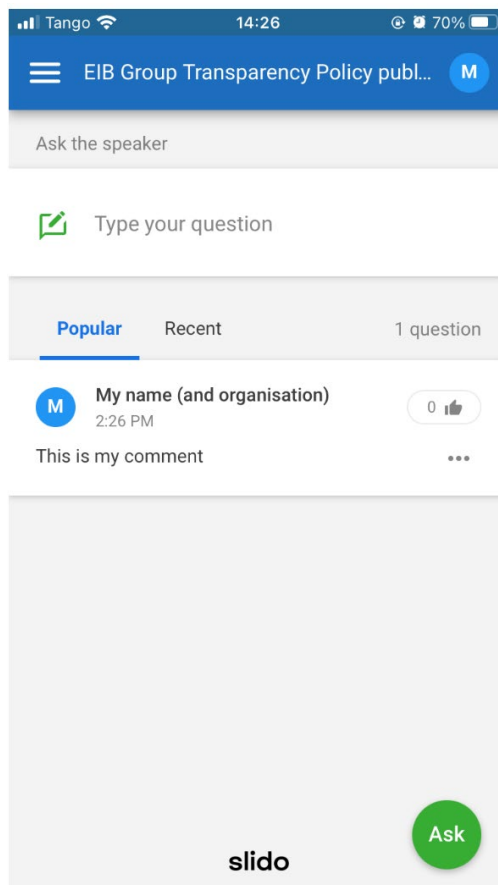 Tango 14:26 70%
EIB Group Transparency Policy publ... M
Ask the speaker
Type your question
Popular Recent 1 question
M My name (and organisation) 0
2:26 PM
This is my comment
Ask
slido